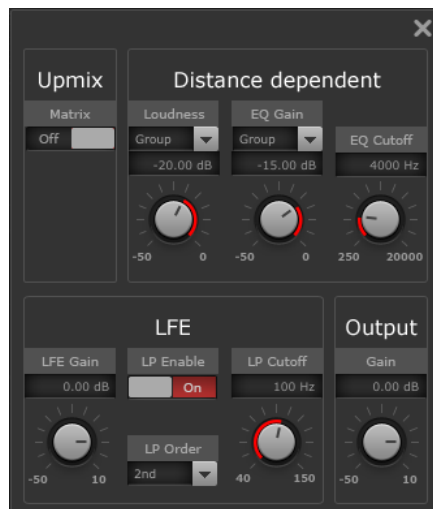 Upmix
Distance dependent
Matrix
Loudness
EQ Gain
Off
Group
Group
EQ Cutoff
-20.00 dB
-15.00 dB
4000 Hz
-50 0
-50 0
250 20000
LFE
Output
LFE Gain
LP Enable
LP Cutoff
Gain
0.00 dB
On
100 Hz
0.00 dB
LP Order
2nd
-50 10
40 150
-50 10